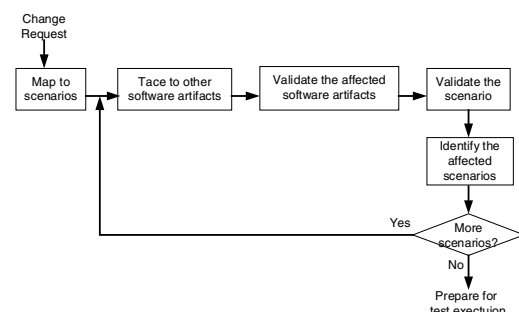 Change
Request
Map to
scenarios
Tace to other
software artifacts
Validate the affected
software artifacts
Validate the
scenario
Identify the
affected
scenarios
More
scenarios?
Yes
No
Prepare for
test exectuion